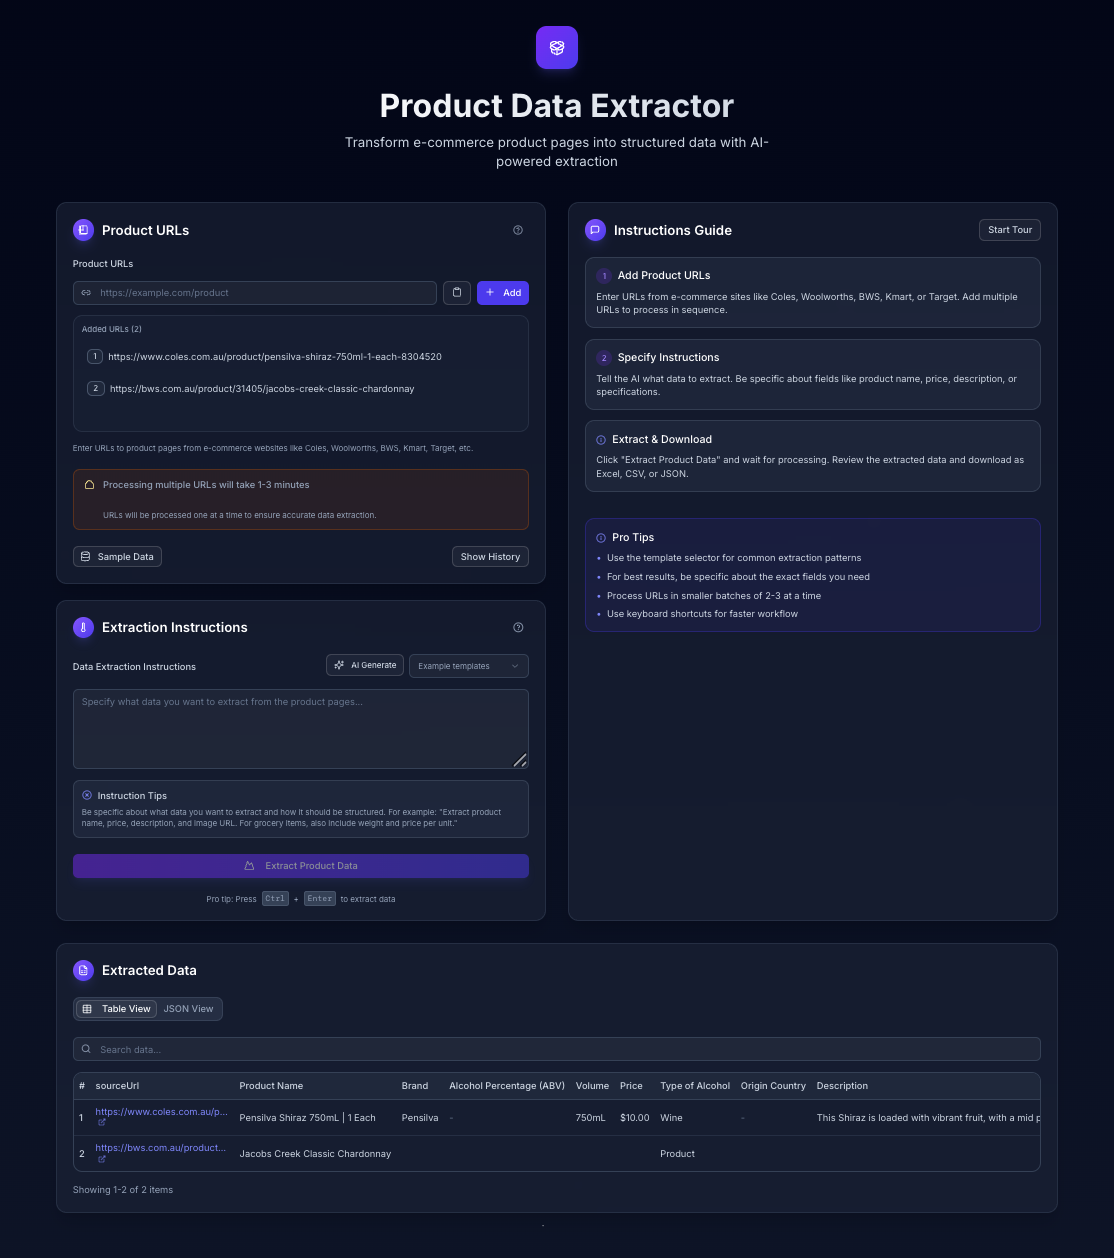 Product Data Extractor
Transform e-commerce product pages into structured data with AI-
powered extraction
Product URLs
Product URLs
https://example.com/product
Add
Added URLs (2)
1 https://www.coles.com.au/product/pensilva-shiraz-750ml-1-each-8304520
2 https://bws.com.au/product/31405/jacobs-creek-classic-chardonnay
Enter URLs to product pages from e-commerce websites like Coles, Woolworths, BWS, Kmart, Target, etc.
Processing multiple URLs will take 1-3 minutes
URLs will be processed one at a time to ensure accurate data extraction.
Sample Data
Show History
Extraction Instructions
Data Extraction Instructions
AI Generate
Example templates
Specify what data you want to extract from the product pages...
Instruction Tips
Be specific about what data you want to extract and how it should be structured. For example: "Extract product
name, price, description, and image URL. For grocery items, also include weight and price per unit."
Extract Product Data
Pro tip: Press Ctrl + Enter to extract data
Instructions Guide
Start Tour
1 Add Product URLs
Enter URLs from e-commerce sites like Coles, Woolworths, BWS, Kmart, or Target. Add multiple
URLs to process in sequence.
2 Specify Instructions
Tell the AI what data to extract. Be specific about fields like product name, price, description, or
specifications.
Extract & Download
Click "Extract Product Data" and wait for processing. Review the extracted data and download as
Excel, CSV, or JSON.
Pro Tips
• Use the template selector for common extraction patterns
• For best results, be specific about the exact fields you need
• Process URLs in smaller batches of 2-3 at a time
• Use keyboard shortcuts for faster workflow
Extracted Data
Table View
JSON View
Search data...
# sourceUrl Product Name Brand Alcohol Percentage (ABV) Volume Price Type of Alcohol Origin Country Description
1 https://www.coles.com.au/p... Pensilva Shiraz 750mL | 1 Each Pensilva - 750mL $10.00 Wine - This Shiraz is loaded with vibrant fruit, with a mid p
2 https://bws.com.au/product... Jacobs Creek Classic Chardonnay Product
Showing 1-2 of 2 items